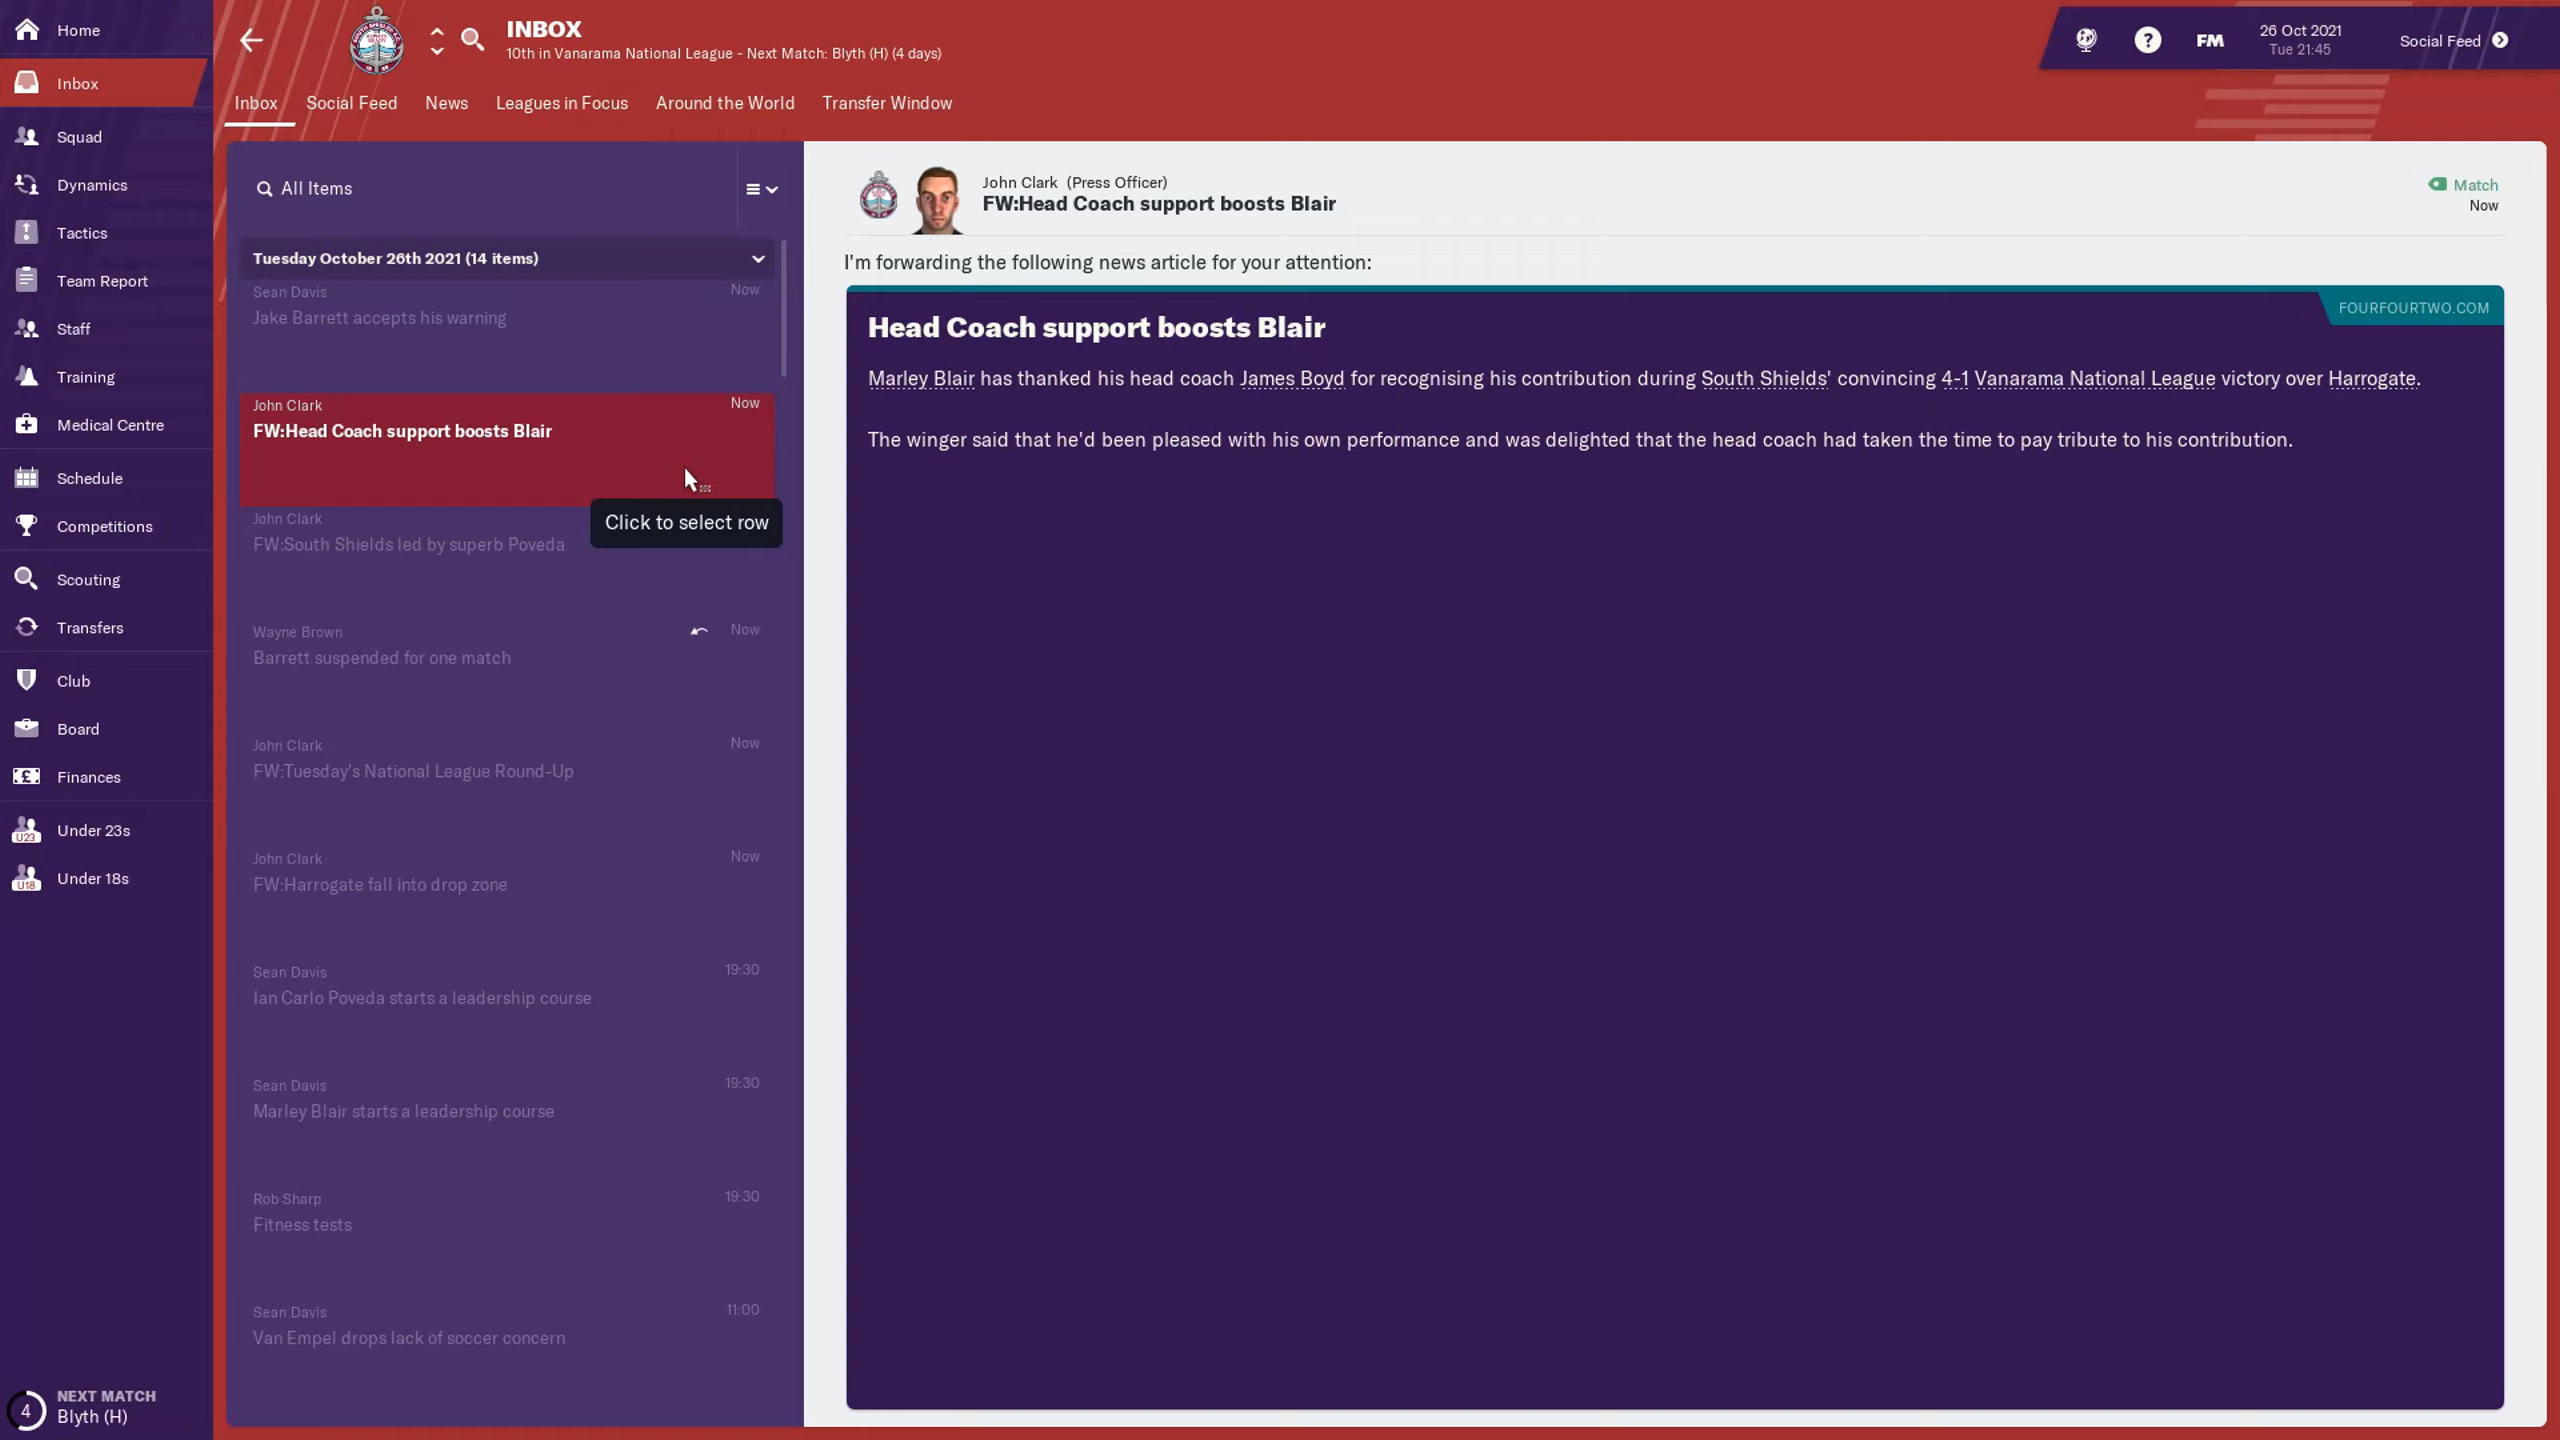 Home
Inbox
Squad
Dynamics
Tactics
Team Report
Staff
Training
Medical Centre
Schedule
Competitions
Scouting
Transfers
Club
Board
Finances
U23
Under 23s
U18
Under 18s
4
NEXT MATCH
Blyth (H)
INBOX
10th in Vanarama National League - Next Match: Blyth (H) (4 days)
?
FM
26 Oct 2021
Tue 21:45
Social Feed
Inbox
Social Feed
News
Leagues in Focus
Around the World
Transfer Window
All Items
Tuesday October 26th 2021 (14 items)
Sean Davis
Now
Jake Barrett accepts his warning
John Clark
Now
FW:Head Coach support boosts Blair
Click to select row
John Clark
FW:South Shields led by superb Poveda
Wayne Brown
Now
Barrett suspended for one match
John Clark
Now
FW:Tuesday's National League Round-Up
John Clark
Now
FW:Harrogate fall into drop zone
Sean Davis
19:30
Ian Carlo Poveda starts a leadership course
Sean Davis
19:30
Marley Blair starts a leadership course
Rob Sharp
19:30
Fitness tests
Sean Davis
11:00
Van Empel drops lack of soccer concern
John Clark (Press Officer)
FW:Head Coach support boosts Blair
Match
Now
I'm forwarding the following news article for your attention:
FOURFOURTWO.COM
Head Coach support boosts Blair
Marley Blair has thanked his head coach James Boyd for recognising his contribution during South Shields' convincing 4-1 Vanarama National League victory over Harrogate.
The winger said that he'd been pleased with his own performance and was delighted that the head coach had taken the time to pay tribute to his contribution.